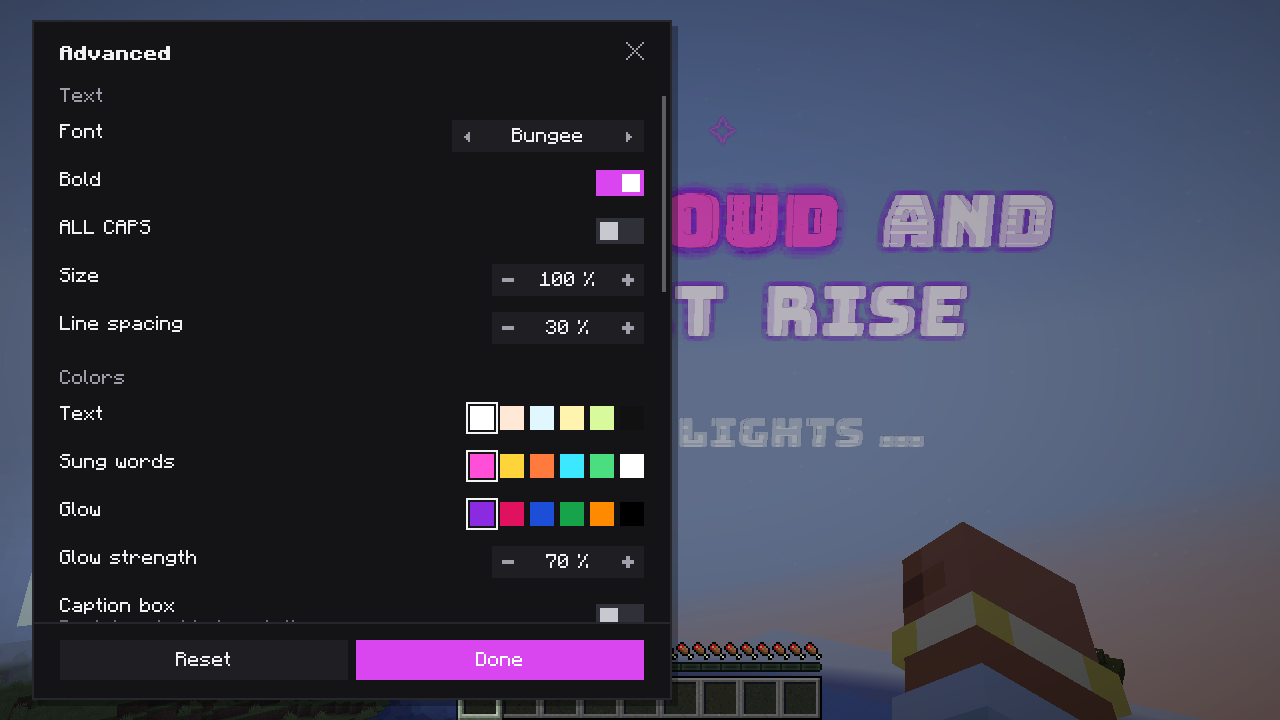 Advanced
Text
Font
Bungee
Bold
ALL CAPS
Size
100 %
Line spacing
30 %
Colors
Text
Sung words
Glow
Glow strength
70 %
Caption box
Reset
Done
AND
RISE
LIGHTS ...